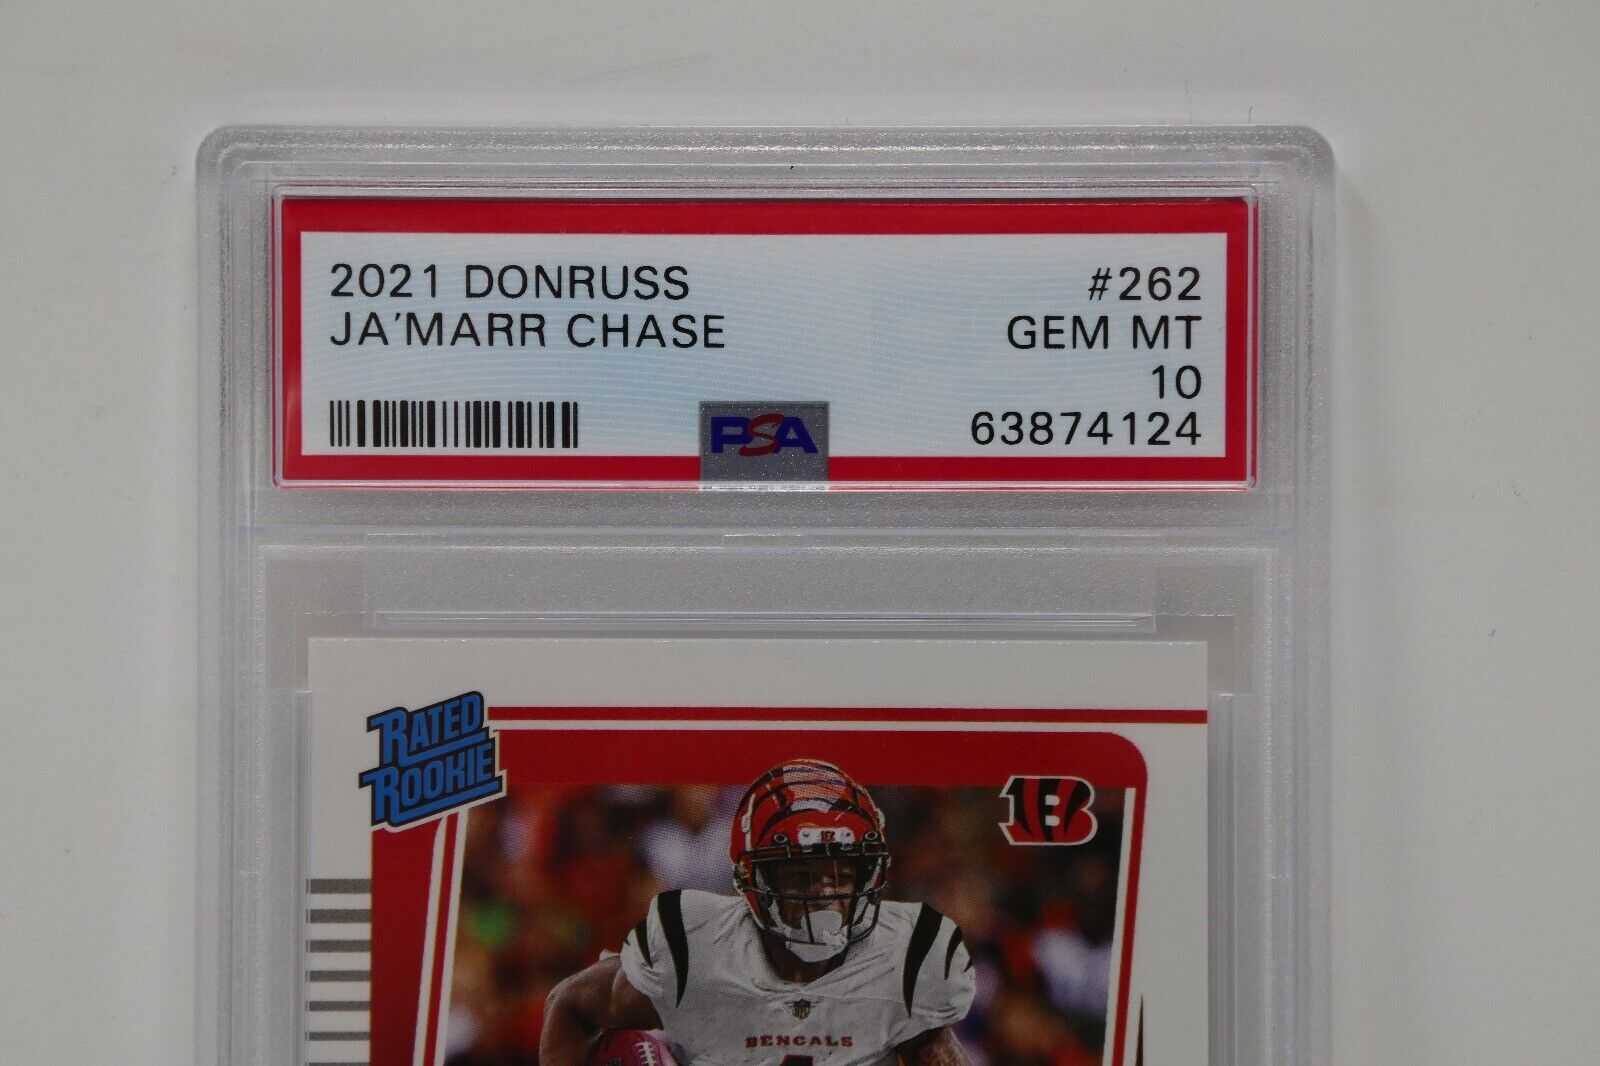 2021 DONRUSS #262
JA'MARR CHASE GEM MT
10
PSA 63874124
RATED
ROOKIE
B
BENGALS